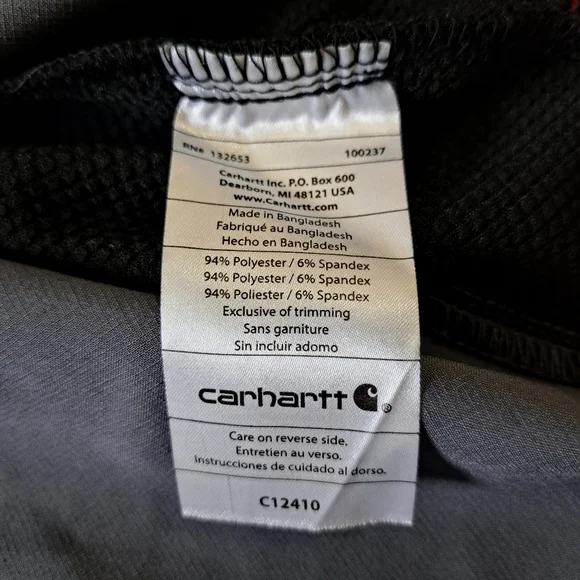 RN# 132653 100237
Carhartt Inc. P.O. Box 600
Dearborn, MI 48121 USA
www.Carhartt.com
Made in Bangladesh
Fabriqué au Bangladesh
Hecho en Bangladesh
94% Polyester / 6% Spandex
94% Polyester / 6% Spandex
94% Poliester / 6% Spandex
Exclusive of trimming
Sans garniture
Sin incluir adorno
carhartt ®
Care on reverse side.
Entretien au verso.
Instrucciones de cuidado al dorso.
C12410